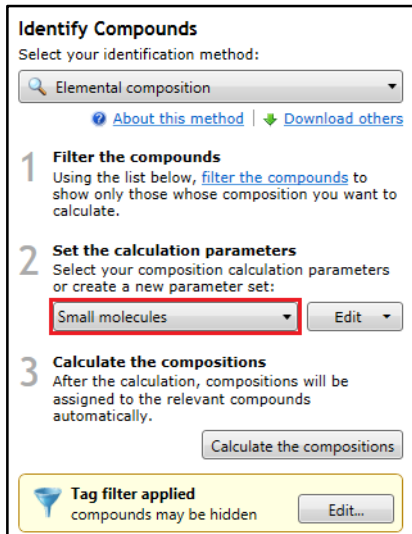 Identify Compounds
Select your identification method:
Elemental composition
About this method | Download others
1 Filter the compounds
Using the list below, filter the compounds to
show only those whose composition you want to
calculate.
2 Set the calculation parameters
Select your composition calculation parameters
or create a new parameter set:
Small molecules Edit
3 Calculate the compositions
After the calculation, compositions will be
assigned to the relevant compounds
automatically.
Calculate the compositions
Tag filter applied
compounds may be hidden Edit...